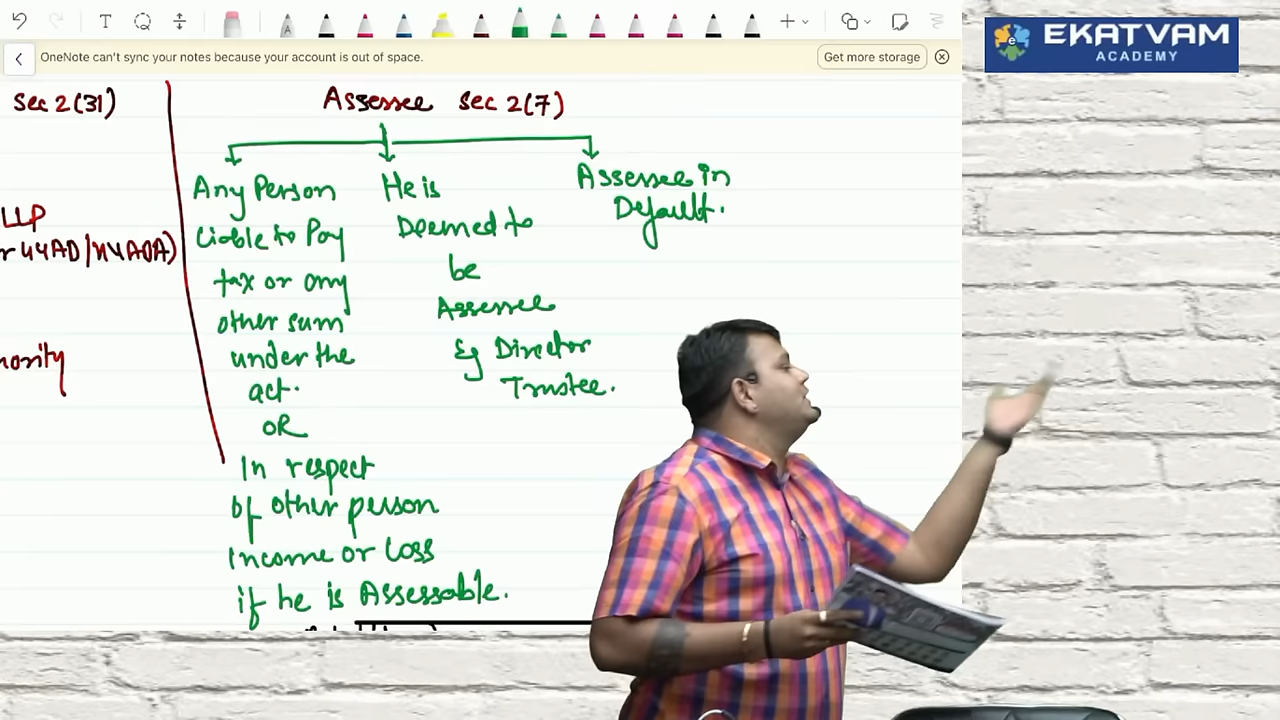 OneNote can't sync your notes because your account is out of space.
Get more storage
EKATVAM
ACADEMY
Sec 2(31)
LLP
44AD
Assessee Sec 2(7)
Any Person
Liable to Pay
tax or any
other sum
under the
act.
OR
In respect
of other person
Income or Loss
if he is Assessable.
He is
Deemed to
be
Assessee
Eg Director
Trustee.
Assessee in
Default.